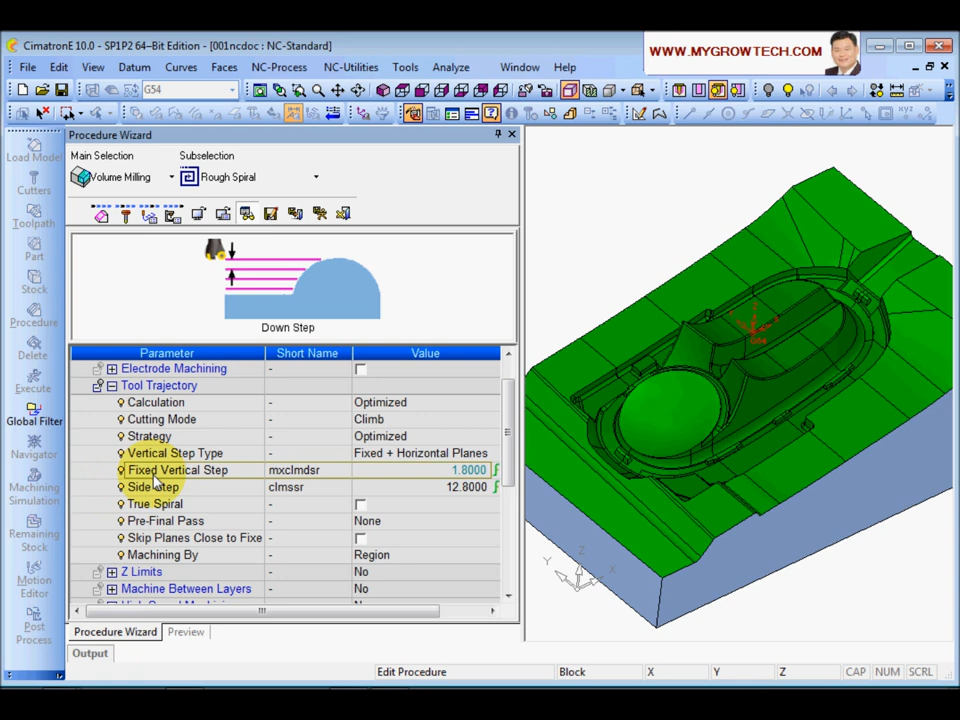 CimatronE 10.0 - SP1P2 64–Bit Edition - [001ncdoc : NC-Standard]
WWW.MYGROWTECH.COM
File Edit View Datum Curves Faces NC-Process NC-Utilities Tools Analyze Window Help
G54
Procedure Wizard
Load Model
Cutters
Toolpath
Part
Stock
Procedure
Delete
Execute
Global Filter
Navigator
Machining
Simulation
Remaining
Stock
Motion
Editor
Post
Process
Main Selection Subselection
Volume Milling Rough Spiral
Down Step
Parameter Short Name Value
Electrode Machining -
Tool Trajectory
Calculation - Optimized
Cutting Mode - Climb
Strategy - Optimized
Vertical Step Type - Fixed + Horizontal Planes
Fixed Vertical Step mxclmdsr 1.8000
Side Step clmssr 12.8000
True Spiral -
Pre-Final Pass - None
Skip Planes Close to Fixe -
Machining By - Region
Z Limits - No
Machine Between Layers - No
Procedure Wizard Preview
Output
G54
Z
Y
X
Edit Procedure Block X Y Z CAP NUM SCRL